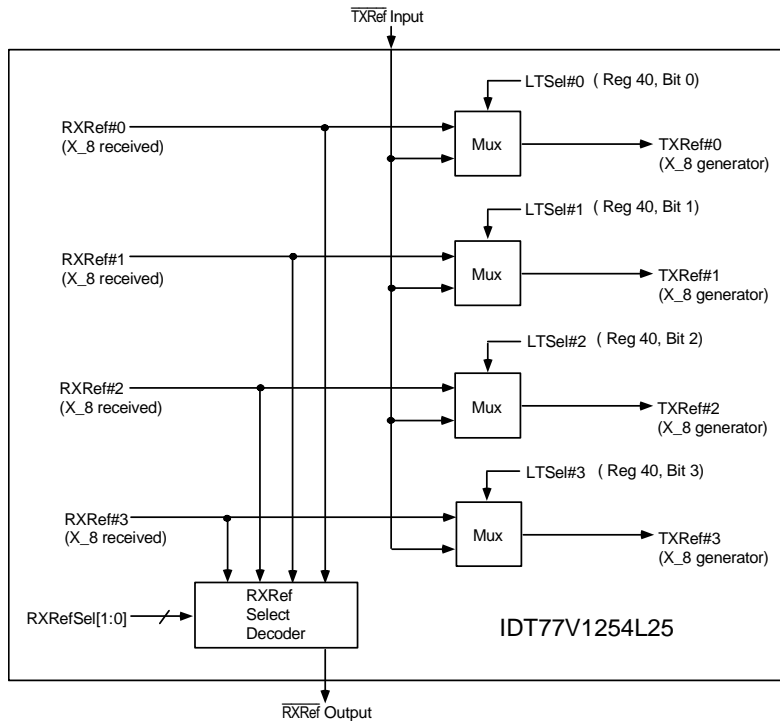 TXRef Input
LTSel#0 ( Reg 40, Bit 0)
RXRef#0
(X_8 received)
Mux
TXRef#0
(X_8 generator)
LTSel#1 ( Reg 40, Bit 1)
RXRef#1
(X_8 received)
Mux
TXRef#1
(X_8 generator)
LTSel#2 ( Reg 40, Bit 2)
RXRef#2
(X_8 received)
Mux
TXRef#2
(X_8 generator)
LTSel#3 ( Reg 40, Bit 3)
RXRef#3
(X_8 received)
Mux
TXRef#3
(X_8 generator)
RXRefSel[1:0]
RXRef
Select
Decoder
IDT77V1254L25
RXRef Output